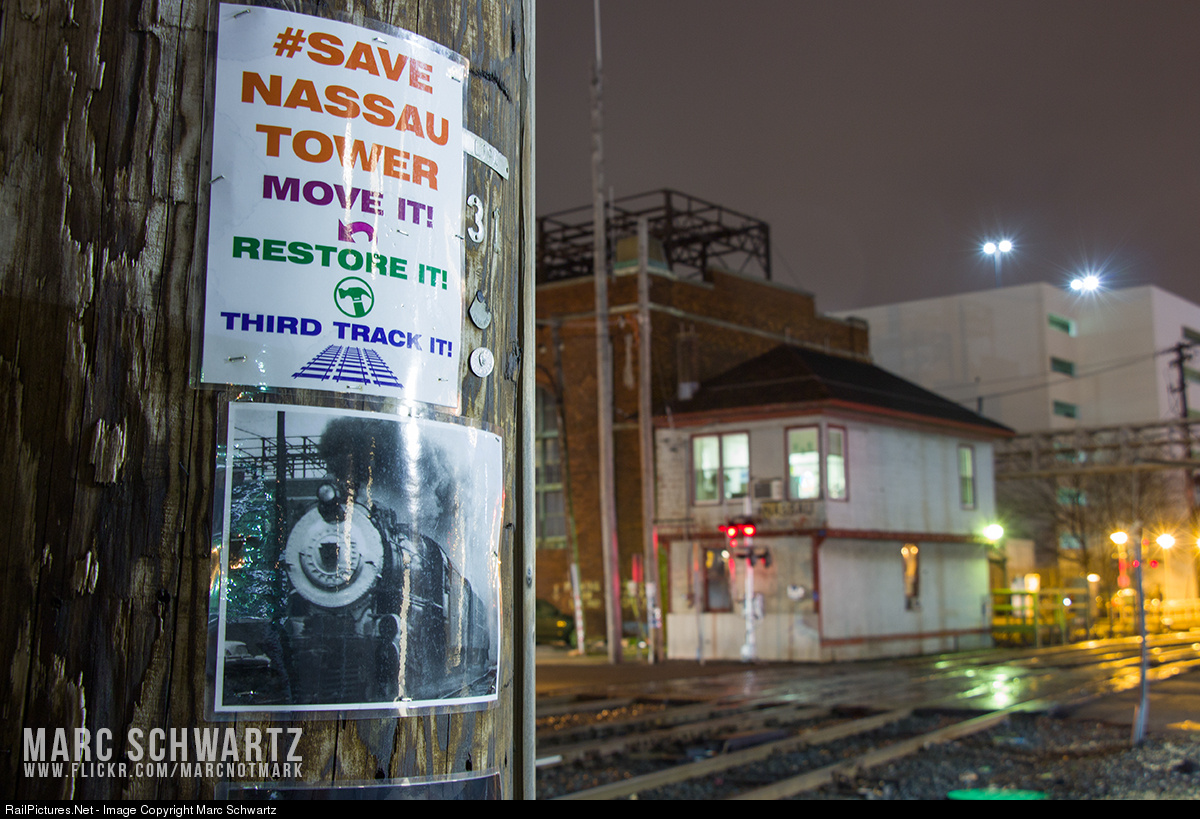 #SAVE
NASSAU
TOWER
MOVE IT!
RESTORE IT!
THIRD TRACK IT!
3
NASSAU
MARC SCHWARTZ
WWW.FLICKR.COM/MARCNOTMARK
RailPictures.Net - Image Copyright Marc Schwartz